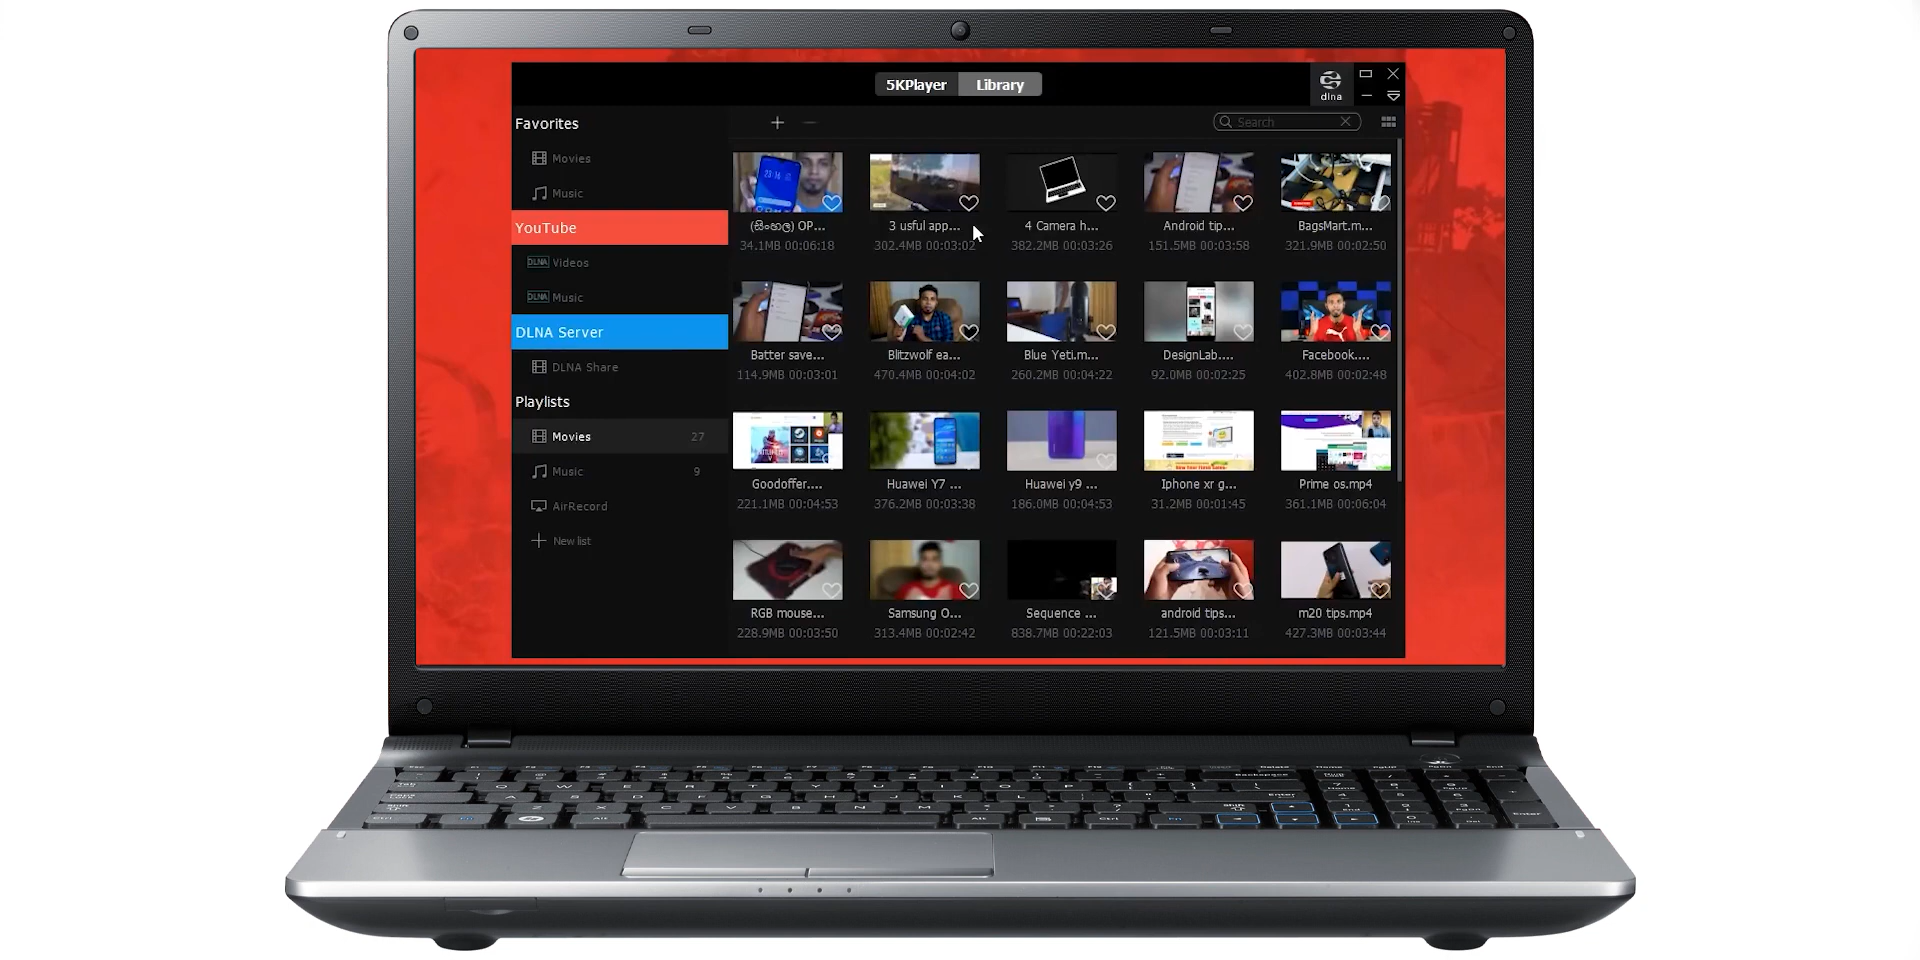 5KPlayer Library
dlna
Favorites
Search
Movies
Music
YouTube
DLNA Videos
DLNA Music
DLNA Server
DLNA Share
Playlists
Movies 27
Music 9
AirRecord
New list
(සිංහල) OP... 3 usful app... 4 Camera h... Android tip... BagsMart.m...
34.1MB 00:06:18 302.4MB 00:03:02 382.2MB 00:03:26 151.5MB 00:03:58 321.9MB 00:02:50
Batter save... Blitzwolf ea... Blue Yeti.m... DesignLab.... Facebook....
114.9MB 00:03:01 470.4MB 00:04:02 260.2MB 00:04:22 92.0MB 00:02:25 402.8MB 00:02:48
Goodoffer.... Huawei Y7 ... Huawei y9 ... Iphone xr g... Prime os.mp4
221.1MB 00:04:53 376.2MB 00:03:38 186.0MB 00:04:53 31.2MB 00:01:45 361.1MB 00:06:04
RGB mouse... Samsung O... Sequence ... android tips... m20 tips.mp4
228.9MB 00:03:50 313.4MB 00:02:42 838.7MB 00:22:03 121.5MB 00:03:11 427.3MB 00:03:44